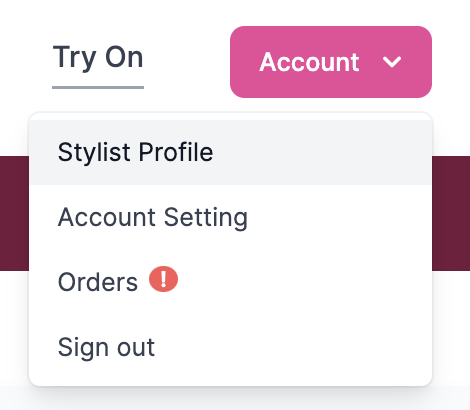 Try On
Account
Stylist Profile
Account Setting
Orders !
Sign out